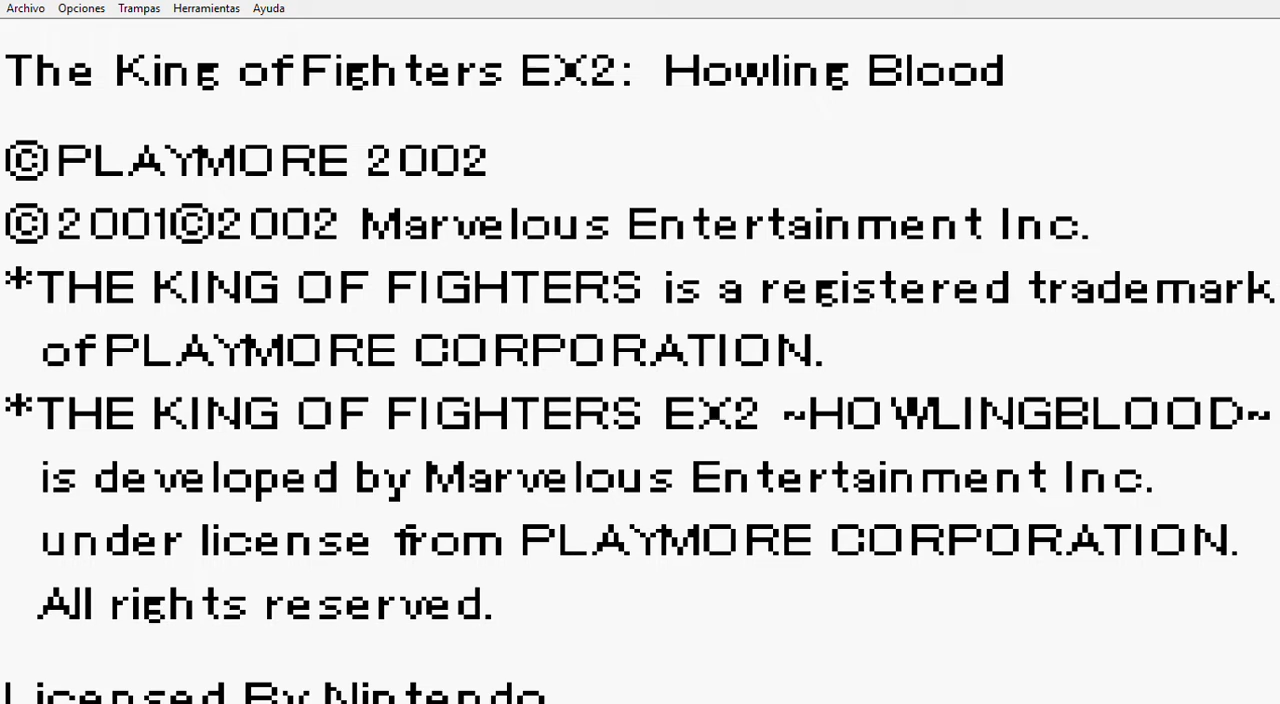 Archivo Opciones Trampas Herramientas Ayuda
The King of Fighters EX2: Howling Blood
©PLAYMORE 2002
©2001©2002 Marvelous Entertainment Inc.
*THE KING OF FIGHTERS is a registered trademark
of PLAYMORE CORPORATION.
*THE KING OF FIGHTERS EX2 ~HOWLINGBLOOD~
is developed by Marvelous Entertainment Inc.
under license from PLAYMORE CORPORATION.
All rights reserved.
Licensed By Nintendo